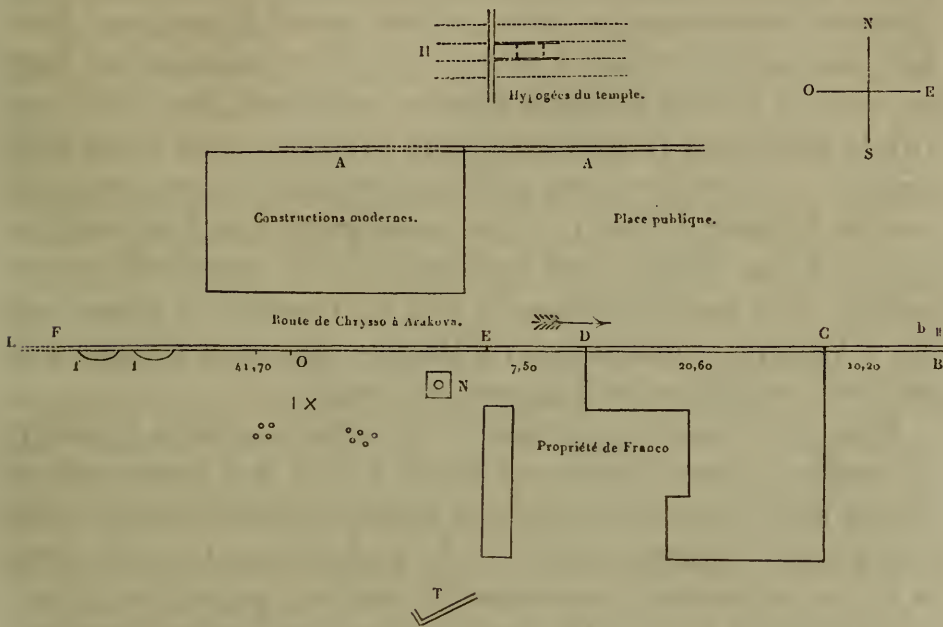 N
H
Hypogées du temple.
O E
S
A A
Constructions modernes.
Place publique.
Route de Chrysso à Arakova.
L F E D C b
I I 41,70 O 7,50 20,60 10,20 B
N
I X
Propriété de Franco
T